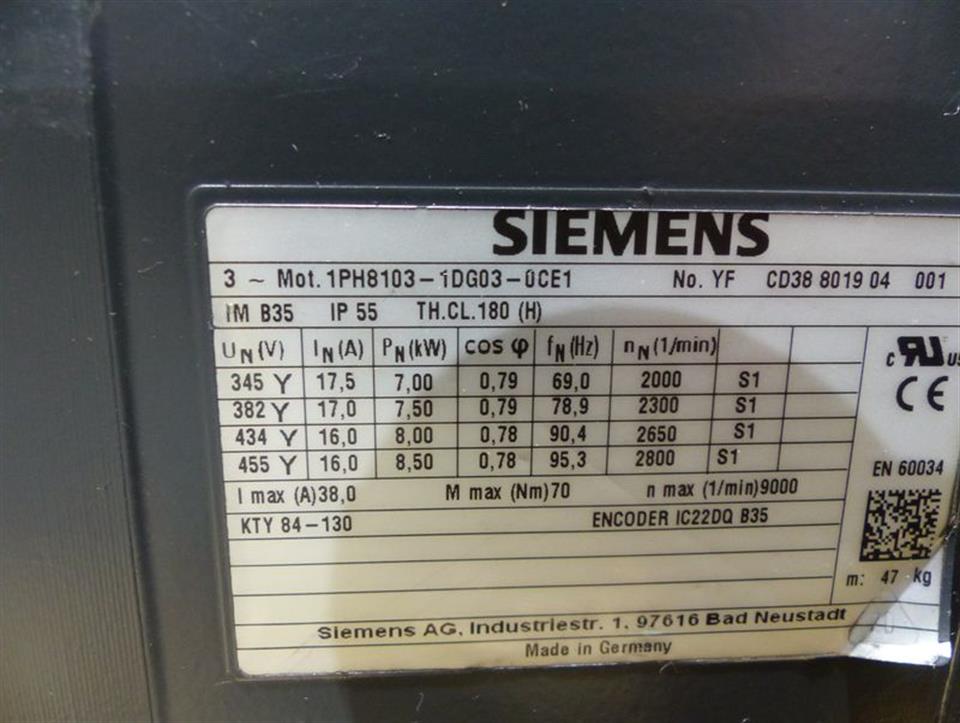 SIEMENS
3 ~ Mot. 1PH8103-1DG03-0CE1 No. YF CD38 8019 04 001
IM B35 IP 55 TH.CL.180 (H)
UN(V) IN(A) PN(kW) cos φ fN(Hz) nN(1/min)
345 Y 17,5 7,00 0,79 69,0 2000 S1
382 Y 17,0 7,50 0,79 78,9 2300 S1
434 Y 16,0 8,00 0,78 90,4 2650 S1
455 Y 16,0 8,50 0,78 95,3 2800 S1
I max (A)38,0 M max (Nm)70 n max (1/min)9000
KTY 84-130 ENCODER IC22DQ B35
c RU us
CE
EN 60034
m: 47 kg
Siemens AG, Industriestr. 1, 97616 Bad Neustadt
Made in Germany